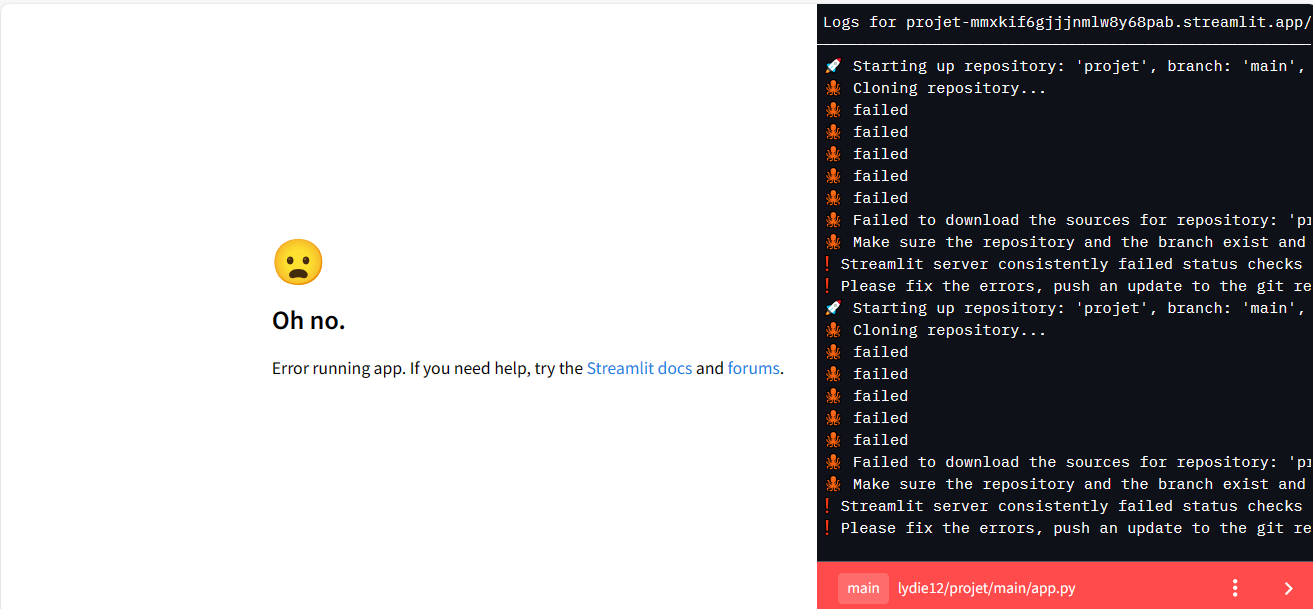 Logs for projet-mmxkif6gjjjnmlw8y68pab.streamlit.app/
Starting up repository: 'projet', branch: 'main',
Cloning repository...
failed
failed
failed
failed
failed
Failed to download the sources for repository: 'pr
Make sure the repository and the branch exist and
Streamlit server consistently failed status checks
Please fix the errors, push an update to the git re
Starting up repository: 'projet', branch: 'main',
Cloning repository...
failed
failed
failed
failed
failed
Failed to download the sources for repository: 'pr
Make sure the repository and the branch exist and
Streamlit server consistently failed status checks
Please fix the errors, push an update to the git re
Oh no.
Error running app. If you need help, try the Streamlit docs and forums.
main lydie12/projet/main/app.py